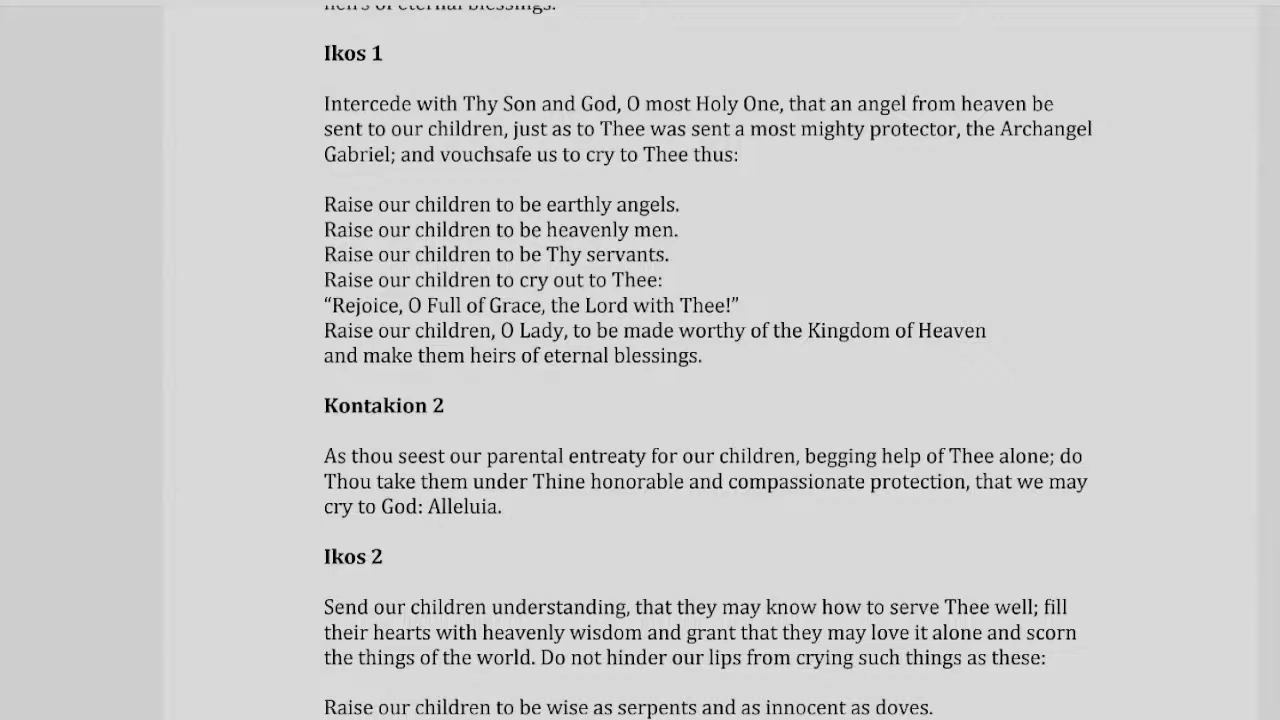 heirs of eternal blessings.
Ikos 1
Intercede with Thy Son and God, O most Holy One, that an angel from heaven be
sent to our children, just as to Thee was sent a most mighty protector, the Archangel
Gabriel; and vouchsafe us to cry to Thee thus:
Raise our children to be earthly angels.
Raise our children to be heavenly men.
Raise our children to be Thy servants.
Raise our children to cry out to Thee:
“Rejoice, O Full of Grace, the Lord with Thee!”
Raise our children, O Lady, to be made worthy of the Kingdom of Heaven
and make them heirs of eternal blessings.
Kontakion 2
As thou seest our parental entreaty for our children, begging help of Thee alone; do
Thou take them under Thine honorable and compassionate protection, that we may
cry to God: Alleluia.
Ikos 2
Send our children understanding, that they may know how to serve Thee well; fill
their hearts with heavenly wisdom and grant that they may love it alone and scorn
the things of the world. Do not hinder our lips from crying such things as these:
Raise our children to be wise as serpents and as innocent as doves.